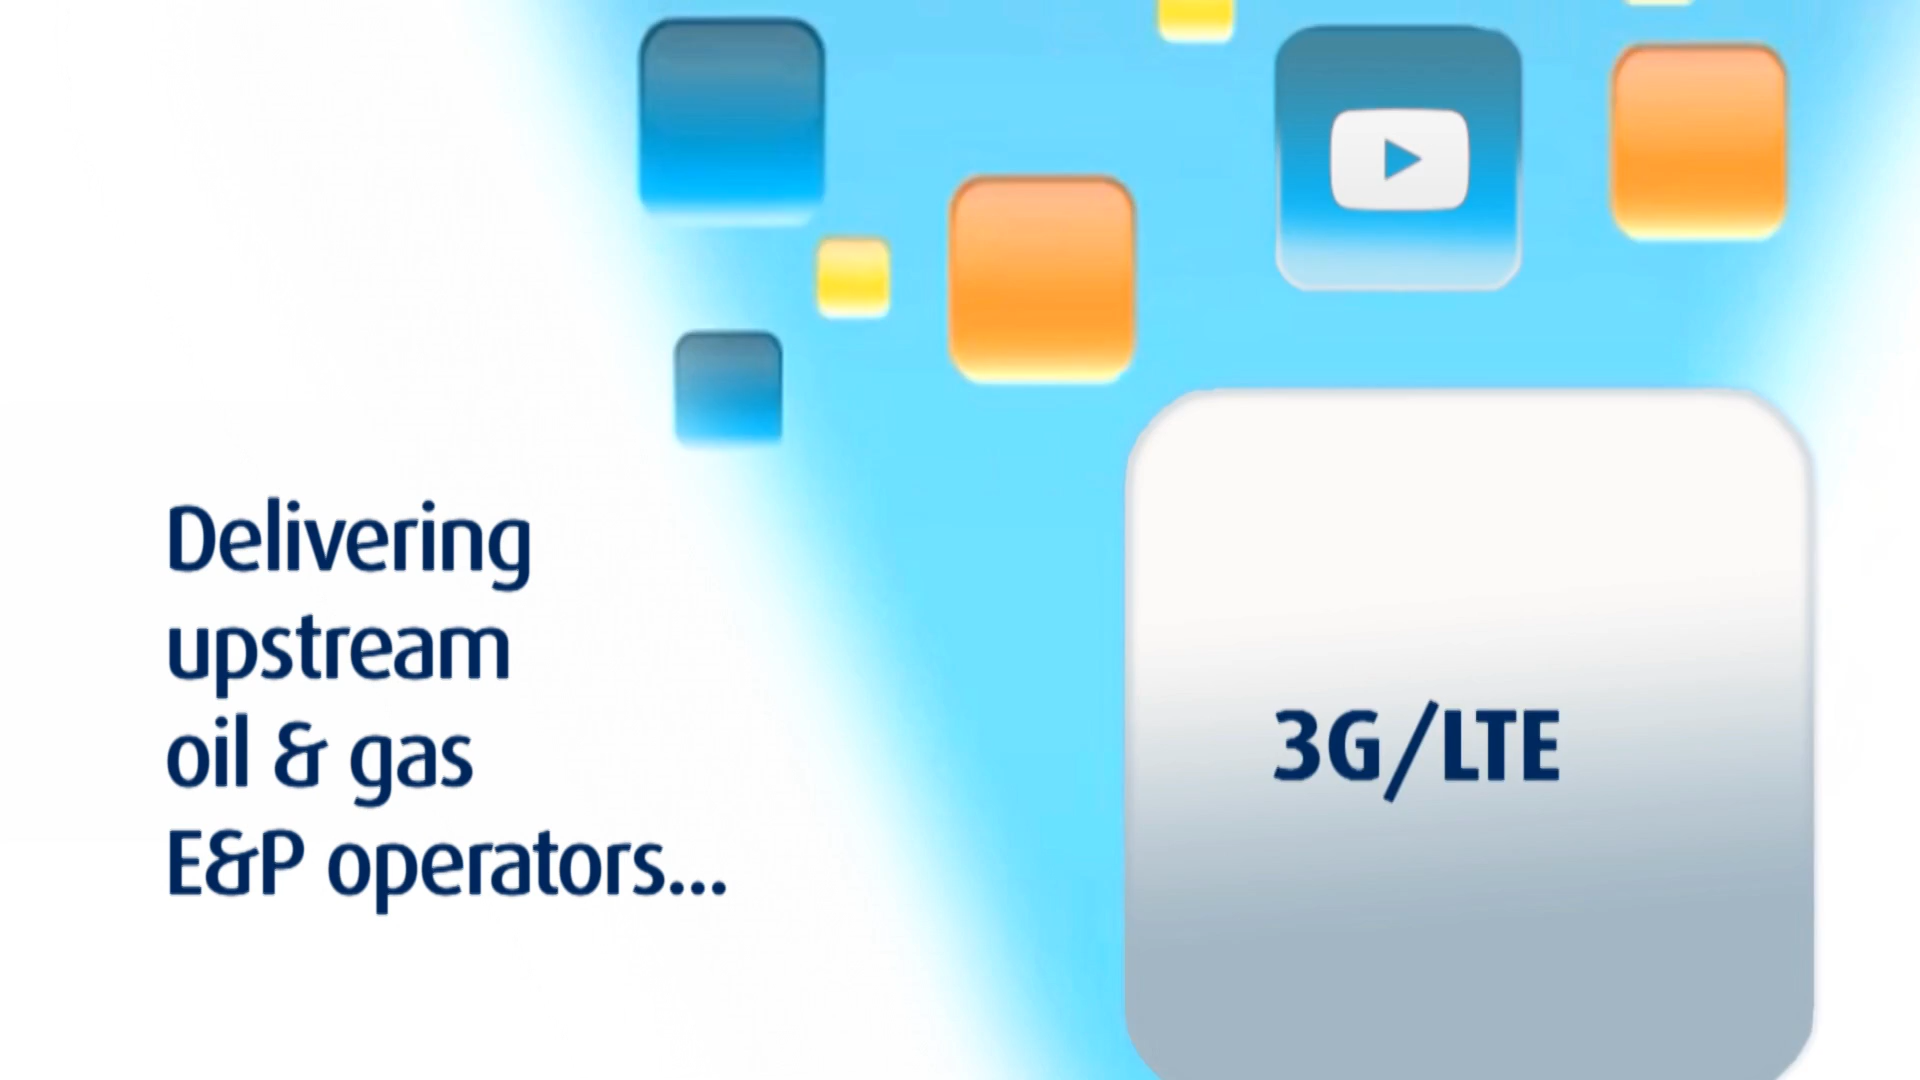 Delivering
upstream
oil & gas
E&P operators...
3G/LTE